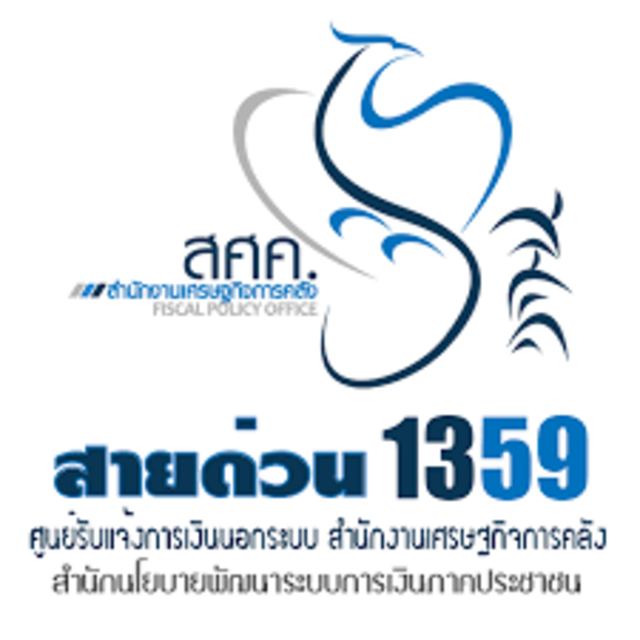 สศค.
สำนักงานเศรษฐกิจการคลัง
FISCAL POLICY OFFICE
สายด่วน 1359
ศูนย์รับแจ้งการเงินนอกระบบ สำนักงานเศรษฐกิจการคลัง
สำนักนโยบายพัฒนาระบบการเงินภาคประชาชน